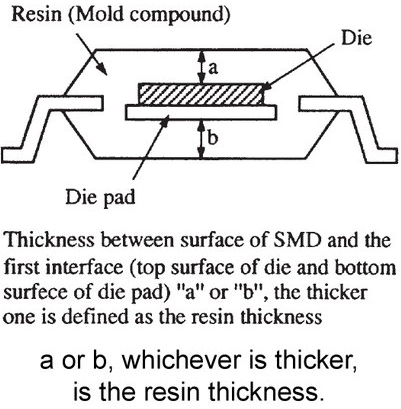 Resin (Mold compound)
Die
a
b
Die pad
Thickness between surface of SMD and the
first interface (top surface of die and bottom
surfece of die pad) "a" or "b", the thicker
one is defined as the resin thickness
a or b, whichever is thicker,
is the resin thickness.